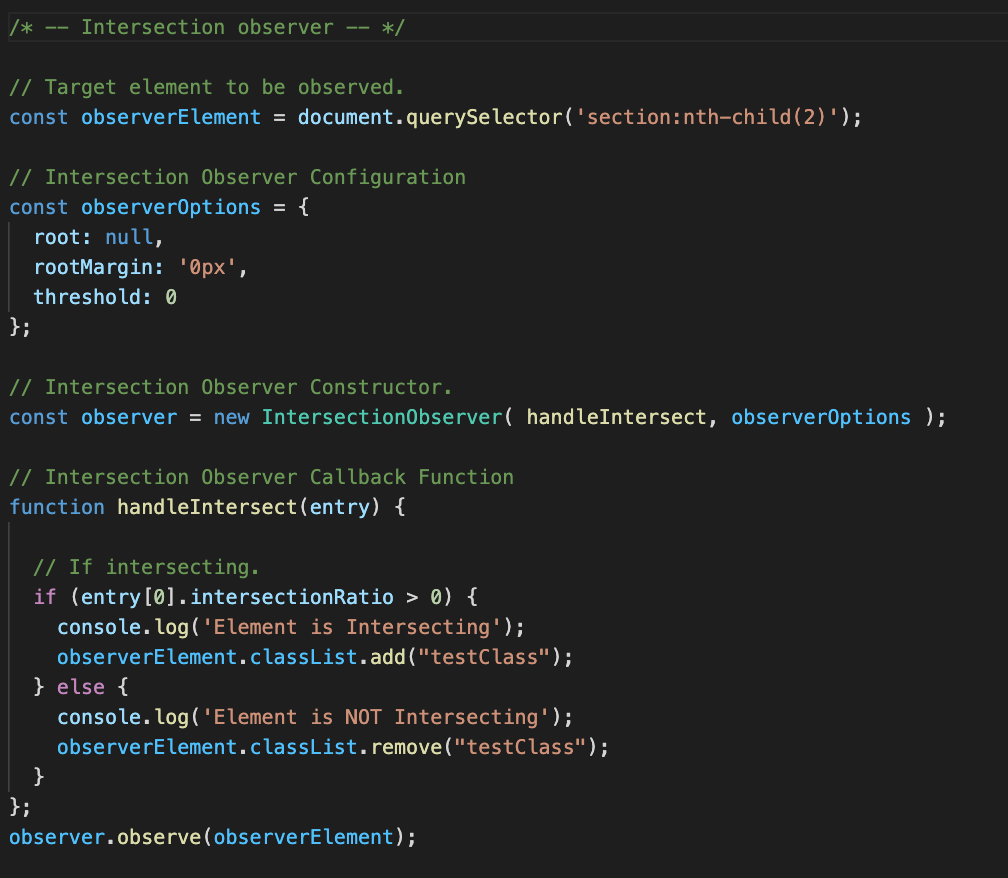 /* -- Intersection observer -- */
// Target element to be observed.
const observerElement = document.querySelector('section:nth-child(2)');
// Intersection Observer Configuration
const observerOptions = {
  root: null,
  rootMargin: '0px',
  threshold: 0
};
// Intersection Observer Constructor.
const observer = new IntersectionObserver( handleIntersect, observerOptions );
// Intersection Observer Callback Function
function handleIntersect(entry) {
  // If intersecting.
  if (entry[0].intersectionRatio > 0) {
    console.log('Element is Intersecting');
    observerElement.classList.add("testClass");
  } else {
    console.log('Element is NOT Intersecting');
    observerElement.classList.remove("testClass");
  }
};
observer.observe(observerElement);